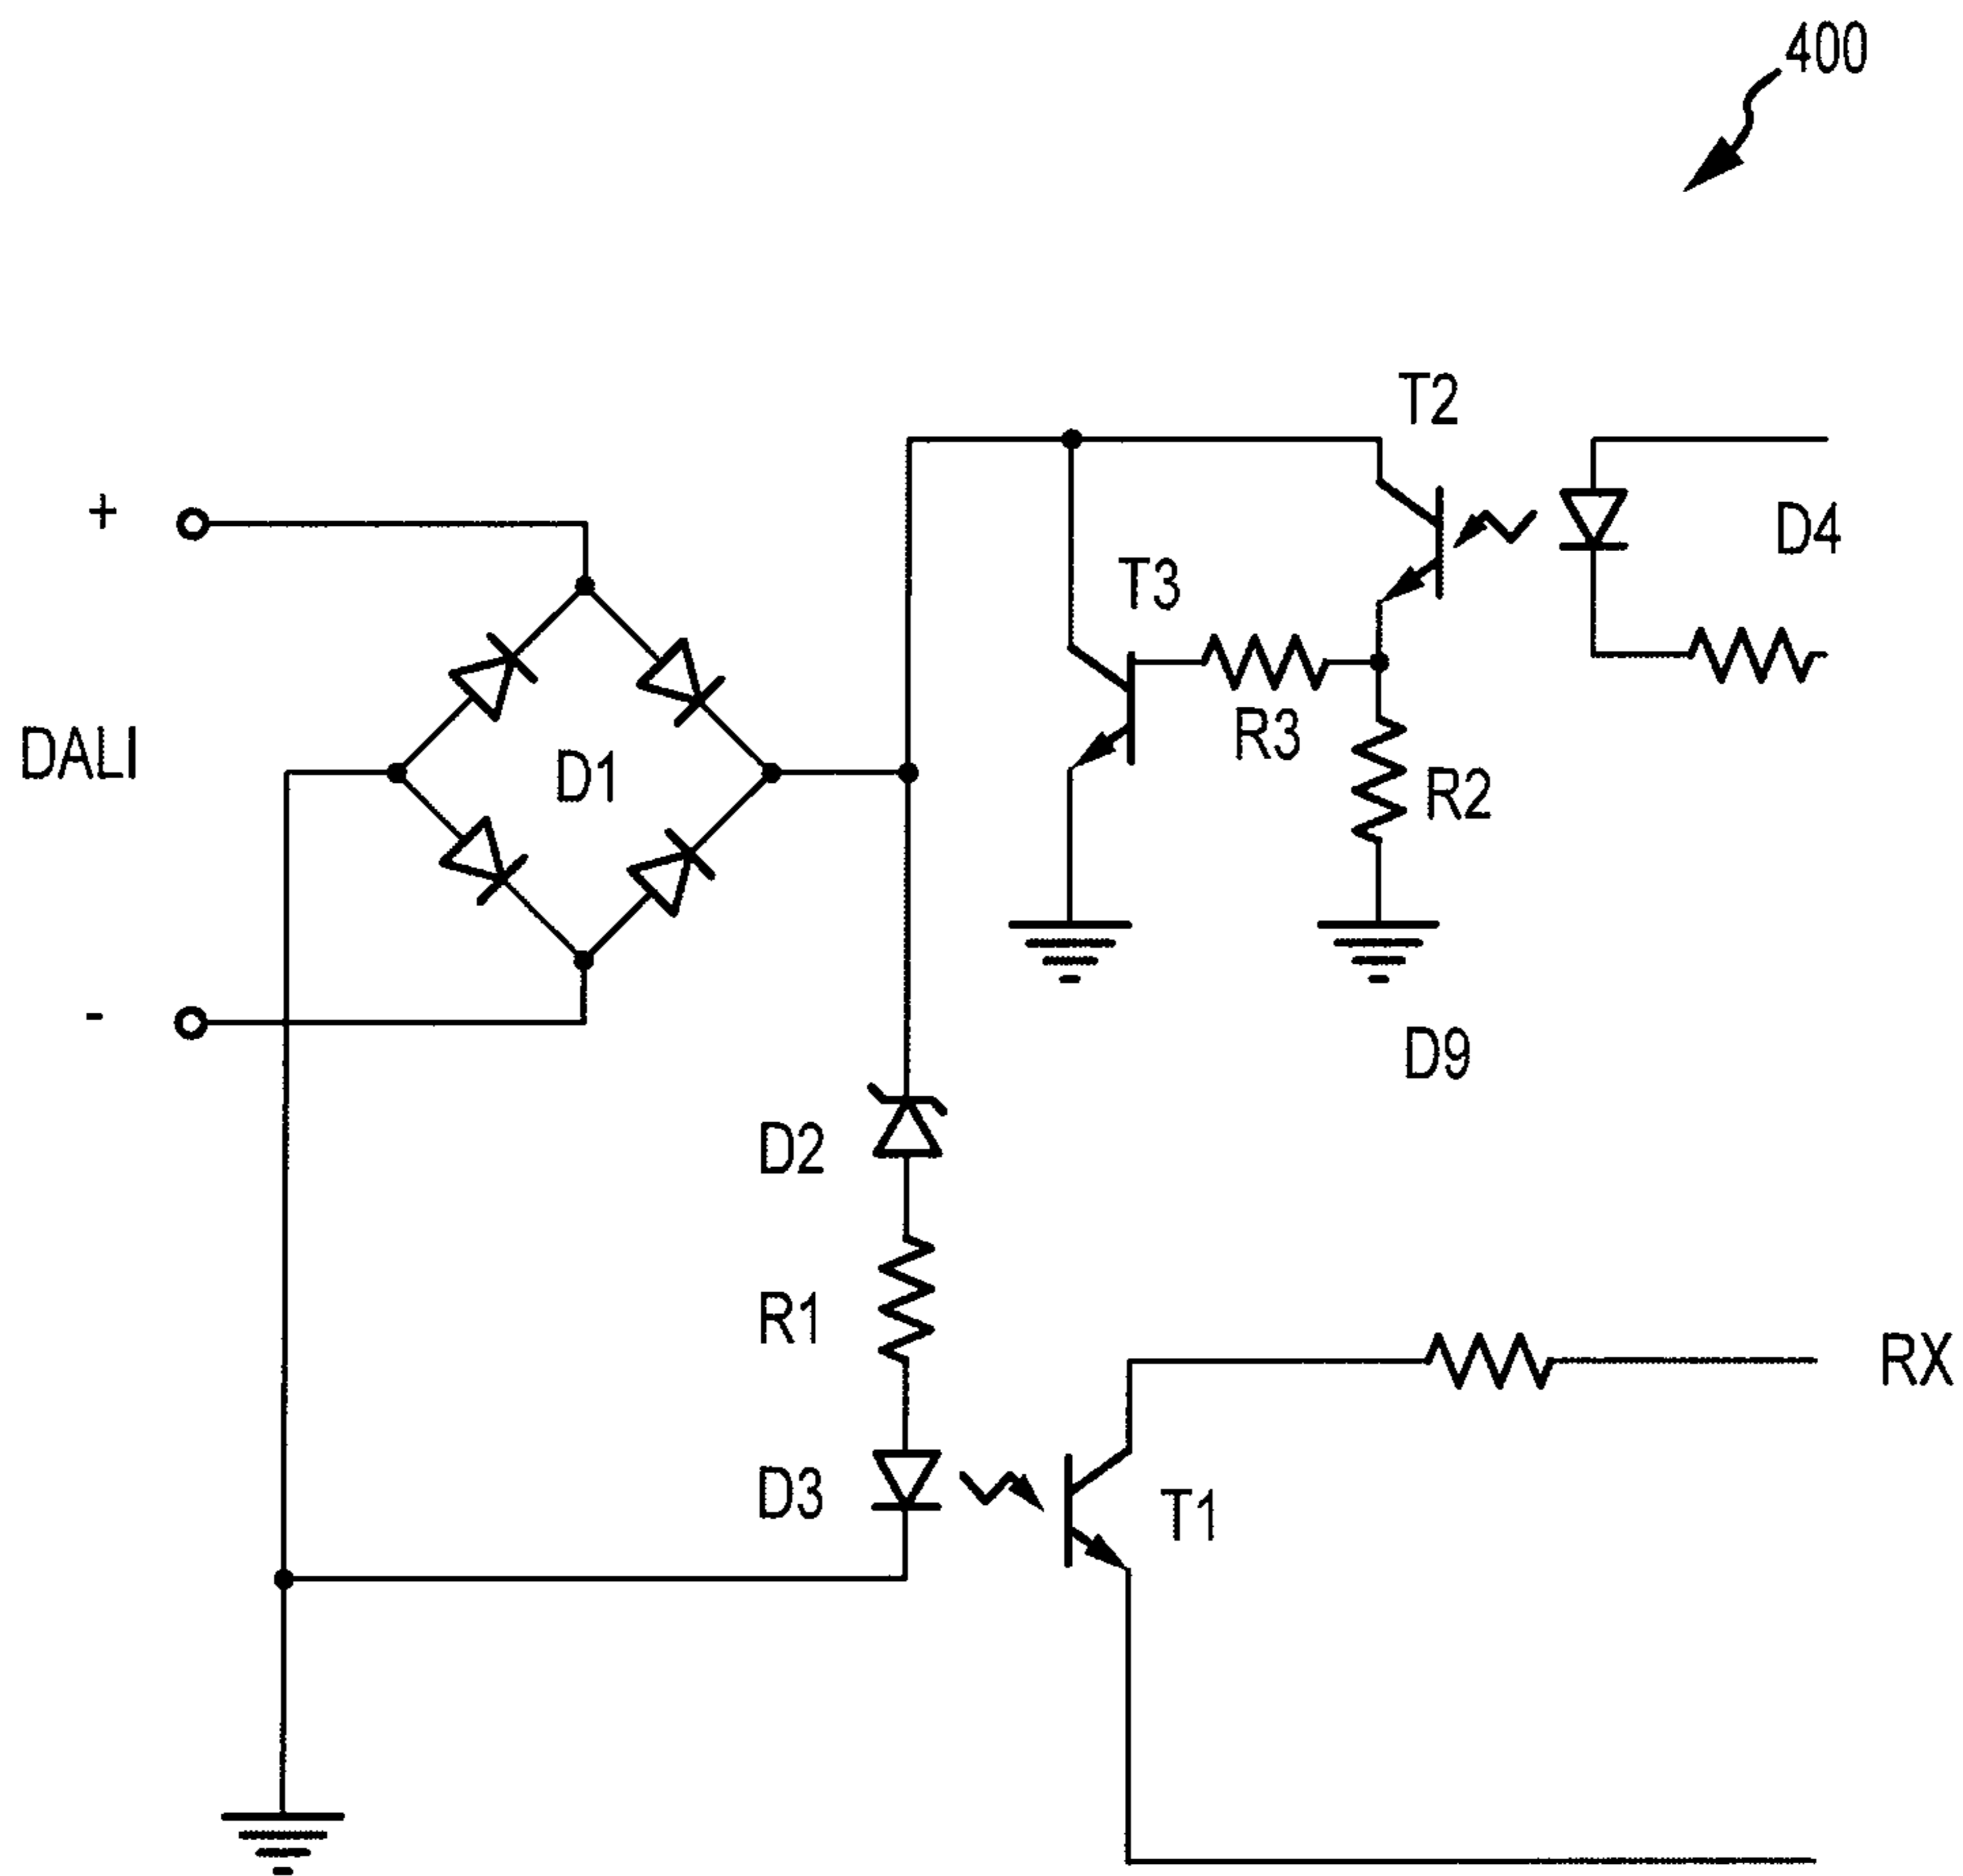 400
T2
+
D4
T3
DALI
D1
R3
R2
-
D9
D2
R1
RX
D3
T1